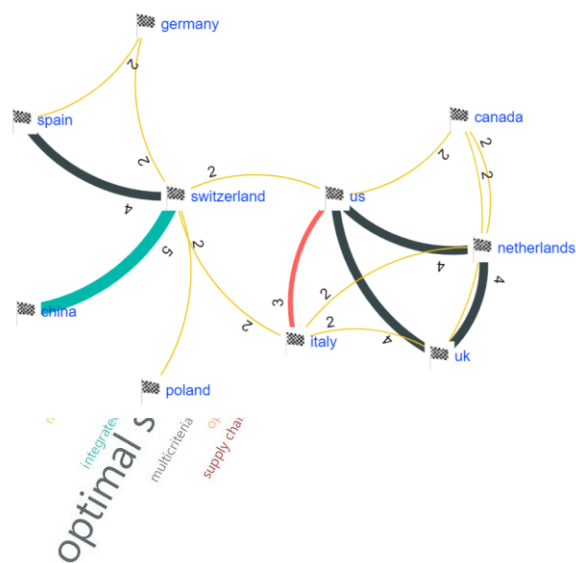 germany
2
spain
canada
2
2
2
2
2
switzerland
us
4
5
2
netherlands
4
4
2
3
china
2
2
4
italy
uk
poland
integrated
optimal s
multicriteria
supply chai